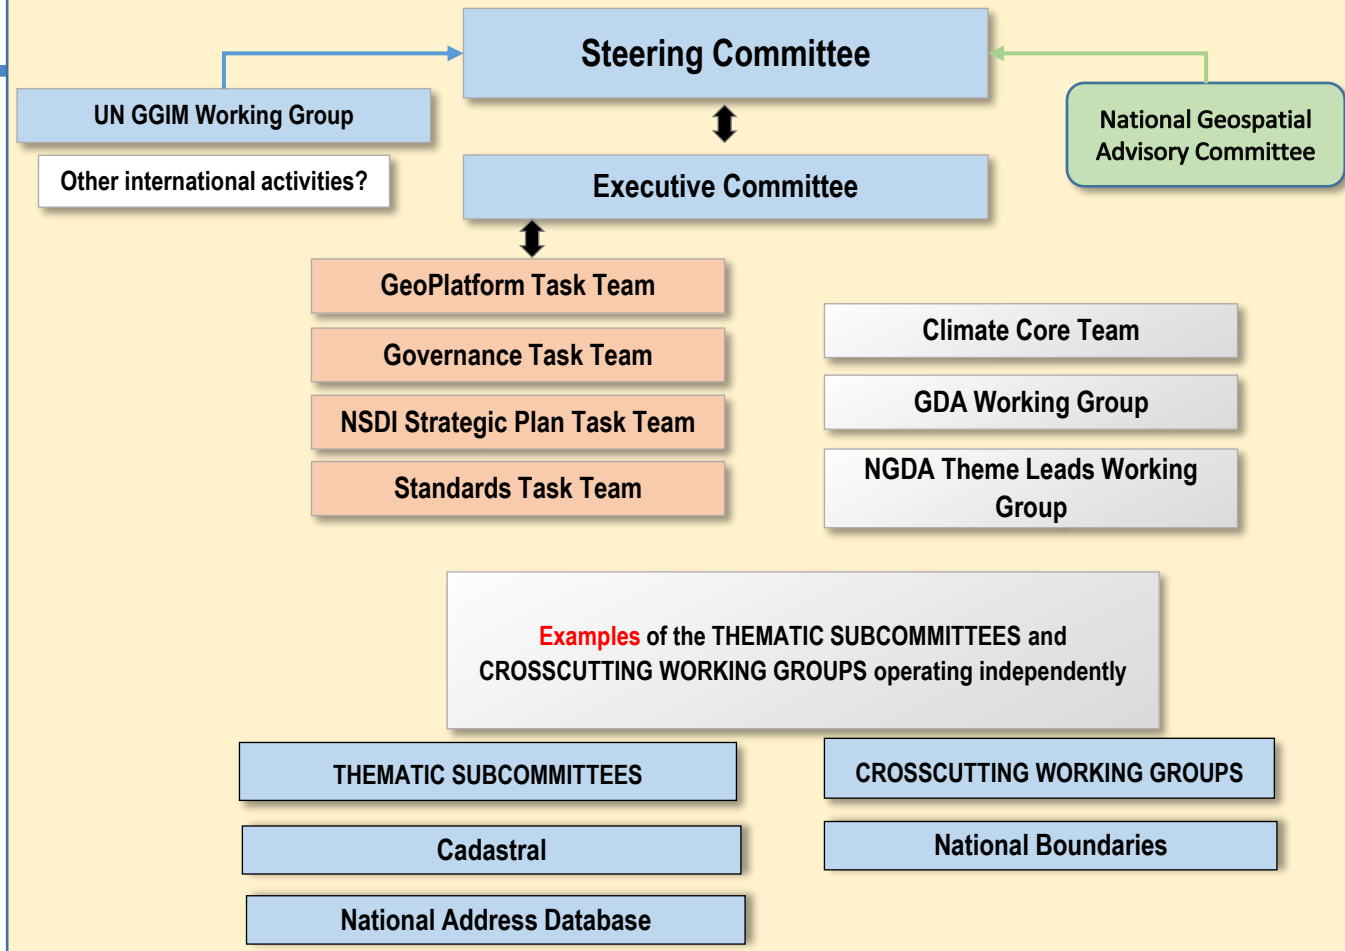 Steering Committee
UN GGIM Working Group
Other international activities?
National Geospatial
Advisory Committee
Executive Committee
GeoPlatform Task Team
Governance Task Team
NSDI Strategic Plan Task Team
Standards Task Team
Climate Core Team
GDA Working Group
NGDA Theme Leads Working
Group
Examples of the THEMATIC SUBCOMMITTEES and
CROSSCUTTING WORKING GROUPS operating independently
THEMATIC SUBCOMMITTEES
Cadastral
National Address Database
CROSSCUTTING WORKING GROUPS
National Boundaries